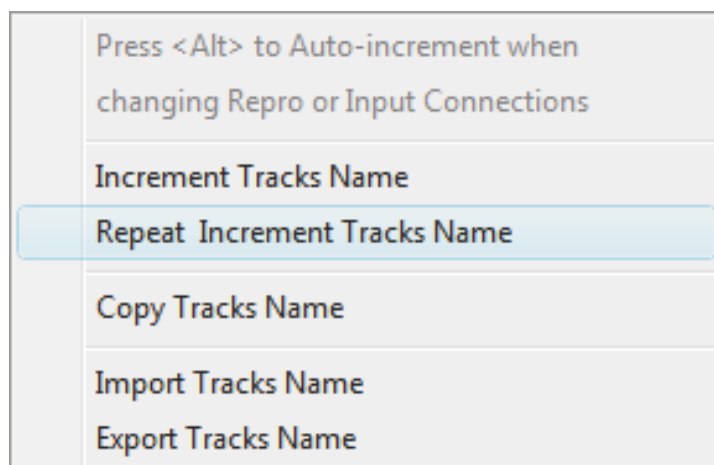 Press <Alt> to Auto-increment when
changing Repro or Input Connections
Increment Tracks Name
Repeat  Increment Tracks Name
Copy Tracks Name
Import Tracks Name
Export Tracks Name